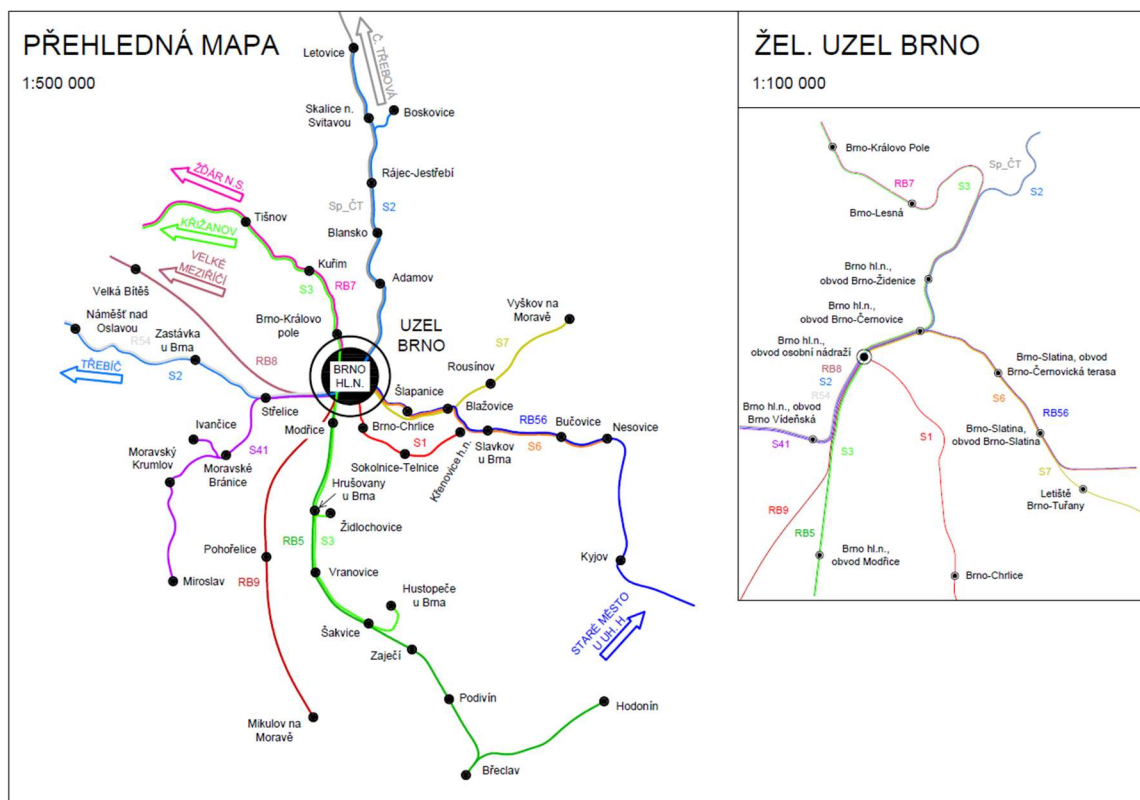 PŘEHLEDNÁ MAPA
1:500 000
Letovice
Č. TŘEBOVÁ
Skalice n.
Svitavou
Boskovice
Rájec-Jestřebí
ŽĎÁR N.S.
Sp_ČT
S2
Tišnov
KŘIŽANOV
Blansko
VELKÉ
MEZIŘÍČÍ
Kuřim
S3
RB7
Adamov
Velká Bíteš
Vyškov na
Moravě
Náměšť nad
Oslavou
Zastávka
u Brna
Brno-Královo
pole
UZEL
BRNO
R54
S7
TŘEBÍČ
S2
RB8
BRNO
HL.N.
Rousínov
Šlapanice
Střelice
Blažovice
Ivančice
Modřice
Brno-Chrlice
RB56
Bučovice
Nesovice
S1
Slavkov
u Brna
S6
Moravský
Krumlov
S41
Moravské
Bránice
Sokolnice-Telnice
Křenovice h.n.
Hrušovany
u Brna
Židlochovice
Pohořelice
RB5
S3
Kyjov
RB9
Vranovice
Miroslav
Hustopeče
u Brna
Šakvice
STARÉ MĚSTO
U UH. H.
Zaječí
Podivín
Hodonín
Mikulov na
Moravě
Břeclav
ŽEL. UZEL BRNO
1:100 000
Brno-Královo Pole
Sp_ČT
RB7
S3
S2
Brno-Lesná
Brno hl.n.,
obvod Brno-Židenice
Brno hl.n.,
obvod Brno-Černovice
Brno hl.n.,
obvod osobní nádraží
RB8
S2
R54
Brno-Slatina, obvod
Brno-Černovická terasa
S6
Brno hl.n., obvod
Brno Vídeňská
RB56
S41
S3
S1
Brno-Slatina,
obvod Brno-Slatina
S7
Letiště
Brno-Tuřany
RB9
RB5
Brno hl.n.,
obvod Modřice
Brno-Chrlice